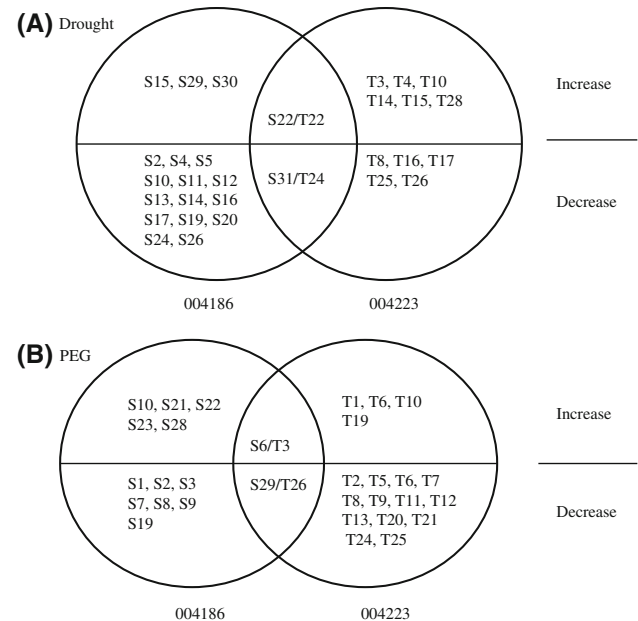 (A) Drought
S15, S29, S30
T3, T4, T10
T14, T15, T28
Increase
S22/T22
S2, S4, S5
S10, S11, S12
S13, S14, S16
S17, S19, S20
S24, S26
S31/T24
T8, T16, T17
T25, T26
Decrease
004186
004223
(B) PEG
S10, S21, S22
S23, S28
T1, T6, T10
T19
Increase
S6/T3
S1, S2, S3
S7, S8, S9
S19
S29/T26
T2, T5, T6, T7
T8, T9, T11, T12
T13, T20, T21
T24, T25
Decrease
004186
004223